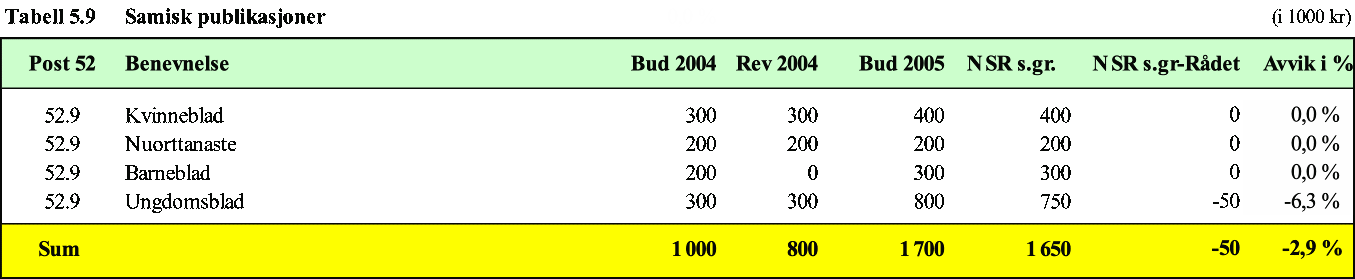 Tabell 5.9 Samisk publikasjoner (i 1000 kr)
Post 52 Benevnelse Bud 2004 Rev 2004 Bud 2005 NSR s.gr. NSR s.gr-Rådet Avvik i %
52.9 Kvinneblad 300 300 400 400 0 0,0 %
52.9 Nuorttanaste 200 200 200 200 0 0,0 %
52.9 Barneblad 200 0 300 300 0 0,0 %
52.9 Ungdomsblad 300 300 800 750 -50 -6,3 %
Sum 1 000 800 1 700 1 650 -50 -2,9 %